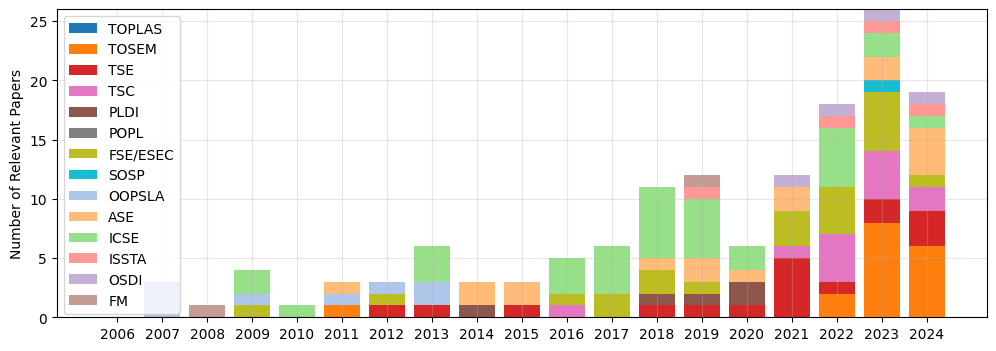 Number of Relevant Papers
25
20
15
10
5
0
TOPLAS
TOSEM
TSE
TSC
PLDI
POPL
FSE/ESEC
SOSP
OOPSLA
ASE
ICSE
ISSTA
OSDI
FM
2006 2007 2008 2009 2010 2011 2012 2013 2014 2015 2016 2017 2018 2019 2020 2021 2022 2023 2024